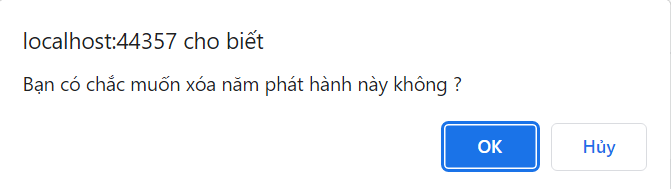 localhost:44357 cho biết
Bạn có chắc muốn xóa năm phát hành này không ?
OK
Hủy